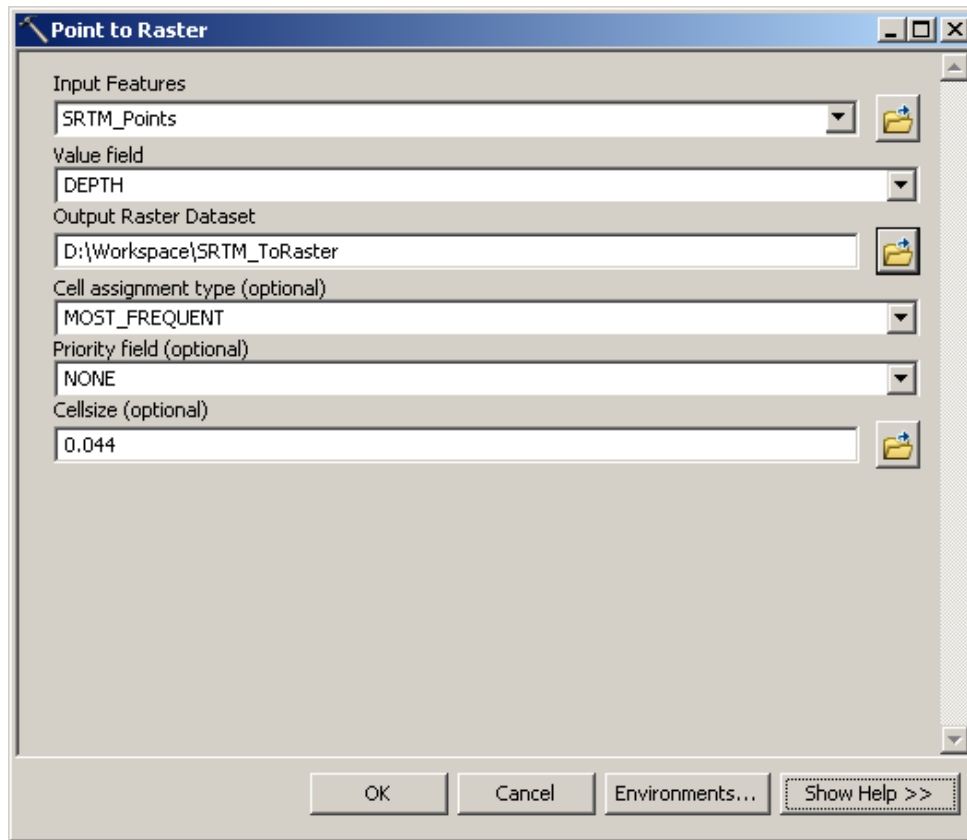 Point to Raster
Input Features
SRTM_Points
Value field
DEPTH
Output Raster Dataset
D:\Workspace\SRTM_ToRaster
Cell assignment type (optional)
MOST_FREQUENT
Priority field (optional)
NONE
Cellsize (optional)
0.044
OK Cancel Environments... Show Help >>